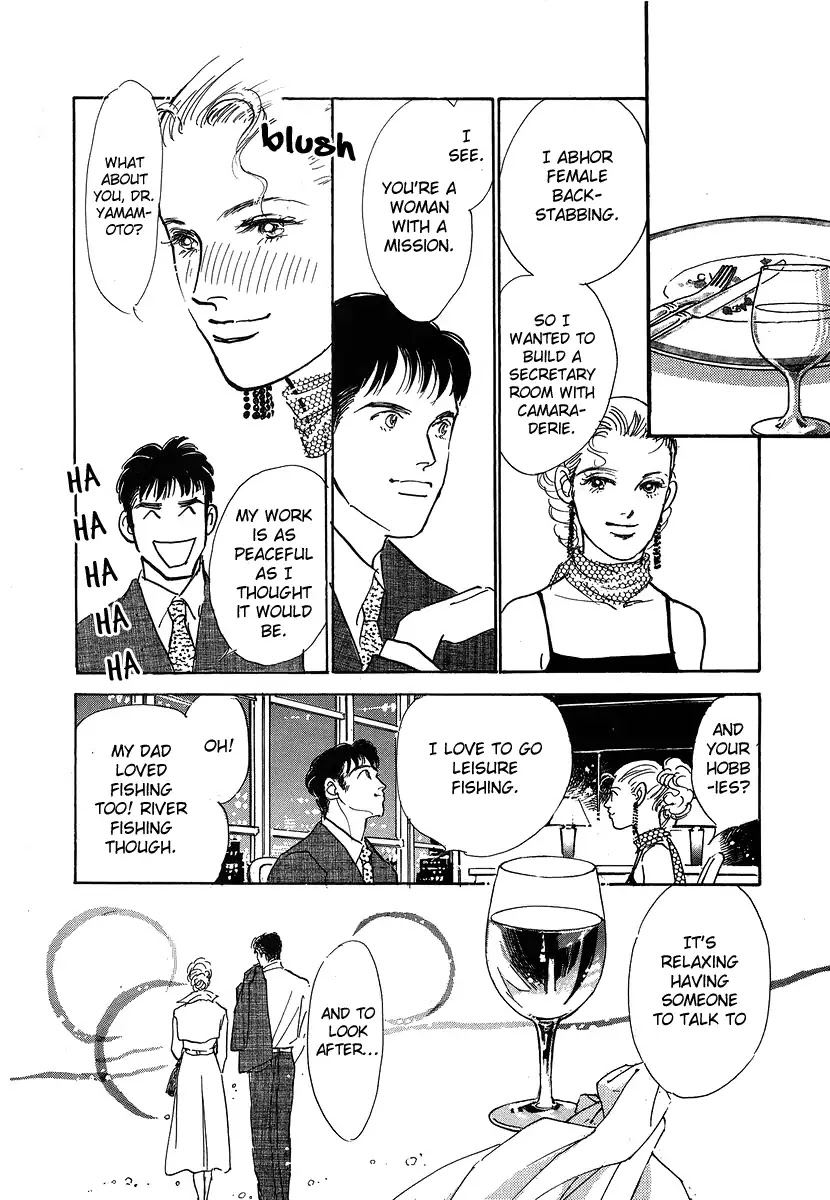 I ABHOR
FEMALE
BACK-
STABBING.
SO I
WANTED TO
BUILD A
SECRETARY
ROOM WITH
CAMARA-
DERIE.
I
SEE.
YOU'RE A
WOMAN
WITH A
MISSION.
blush
WHAT
ABOUT
YOU, DR.
YAMAM-
OTO?
MY WORK
IS AS
PEACEFUL
AS I
THOUGHT
IT WOULD
BE.
HA
HA
HA
HA
HA
AND
YOUR
HOBB
-IES?
I LOVE TO GO
LEISURE
FISHING.
OH!
MY DAD
LOVED
FISHING
TOO! RIVER
FISHING
THOUGH.
IT'S
RELAXING
HAVING
SOMEONE
TO TALK TO
AND TO
LOOK
AFTER...